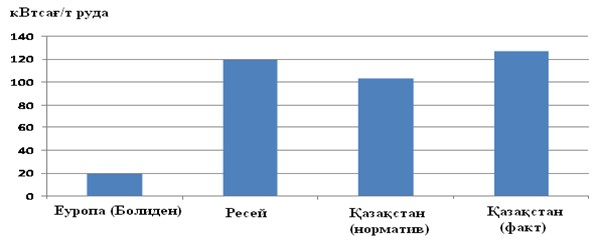 кВтсағ/т руда
140
120
100
80
60
40
20
0
Еуропа (Болиден)
Ресей
Қазақстан
(норматив)
Қазақстан
(факт)